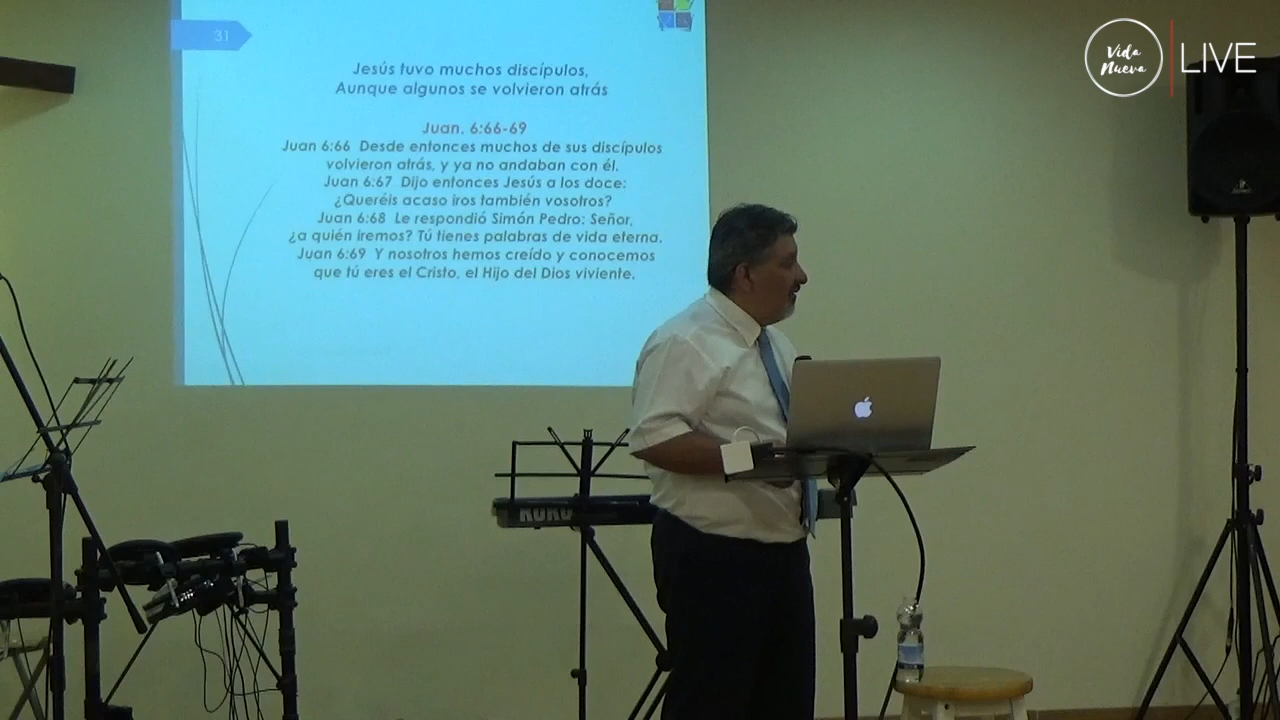 31
Jesús tuvo muchos discípulos,
Aunque algunos se volvieron atrás
Juan. 6:66-69
Juan 6:66 Desde entonces muchos de sus discípulos
volvieron atrás, y ya no andaban con él.
Juan 6:67 Dijo entonces Jesús a los doce:
¿Queréis acaso iros también vosotros?
Juan 6:68 Le respondió Simón Pedro: Señor,
¿a quién iremos? Tú tienes palabras de vida eterna.
Juan 6:69 Y nosotros hemos creído y conocemos
que tú eres el Cristo, el Hijo del Dios viviente.
Vida
Nueva
LIVE
KORG